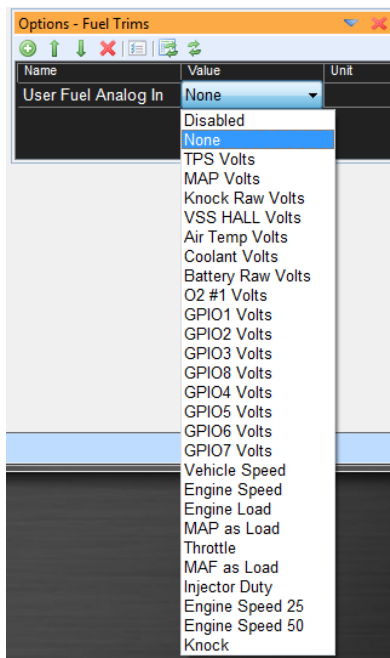 Options - Fuel Trims
Name Value Unit
User Fuel Analog In None
Disabled
None
TPS Volts
MAP Volts
Knock Raw Volts
VSS HALL Volts
Air Temp Volts
Coolant Volts
Battery Raw Volts
O2 #1 Volts
GPIO1 Volts
GPIO2 Volts
GPIO3 Volts
GPIO8 Volts
GPIO4 Volts
GPIO5 Volts
GPIO6 Volts
GPIO7 Volts
Vehicle Speed
Engine Speed
Engine Load
MAP as Load
Throttle
MAF as Load
Injector Duty
Engine Speed 25
Engine Speed 50
Knock